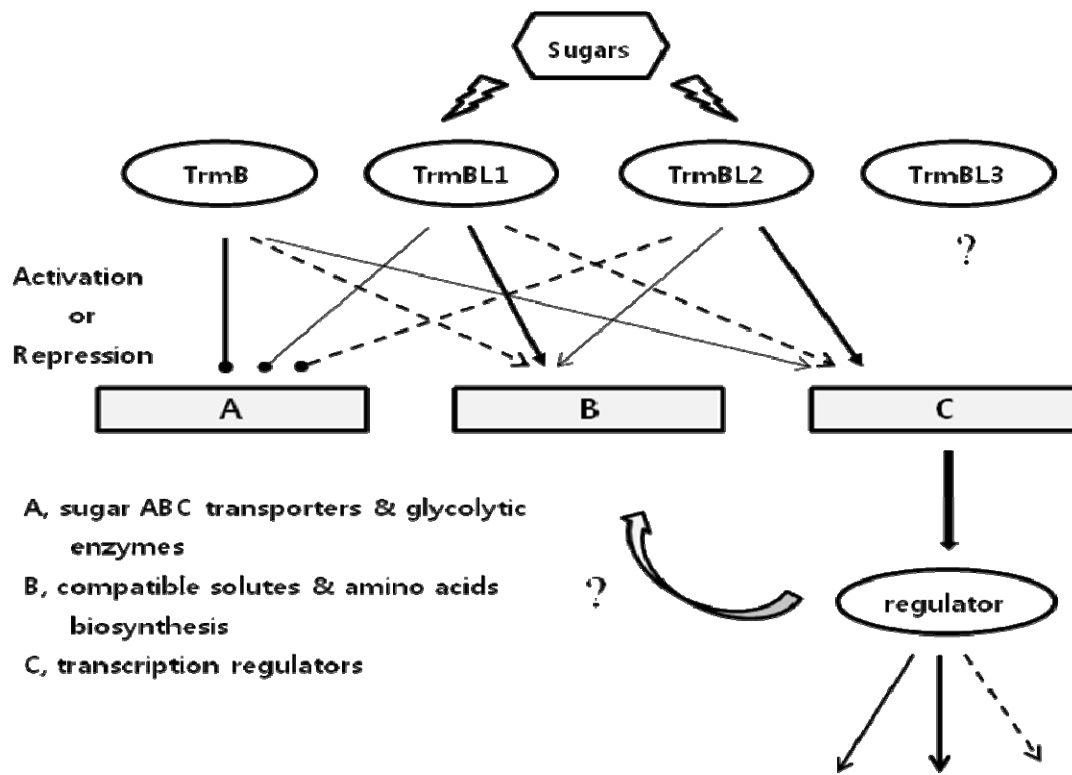 Sugars
TrmB
TrmBL1
TrmBL2
TrmBL3
?
Activation
or
Repression
A
B
C
A, sugar ABC transporters & glycolytic
enzymes
B, compatible solutes & amino acids
biosynthesis
C, transcription regulators
?
regulator